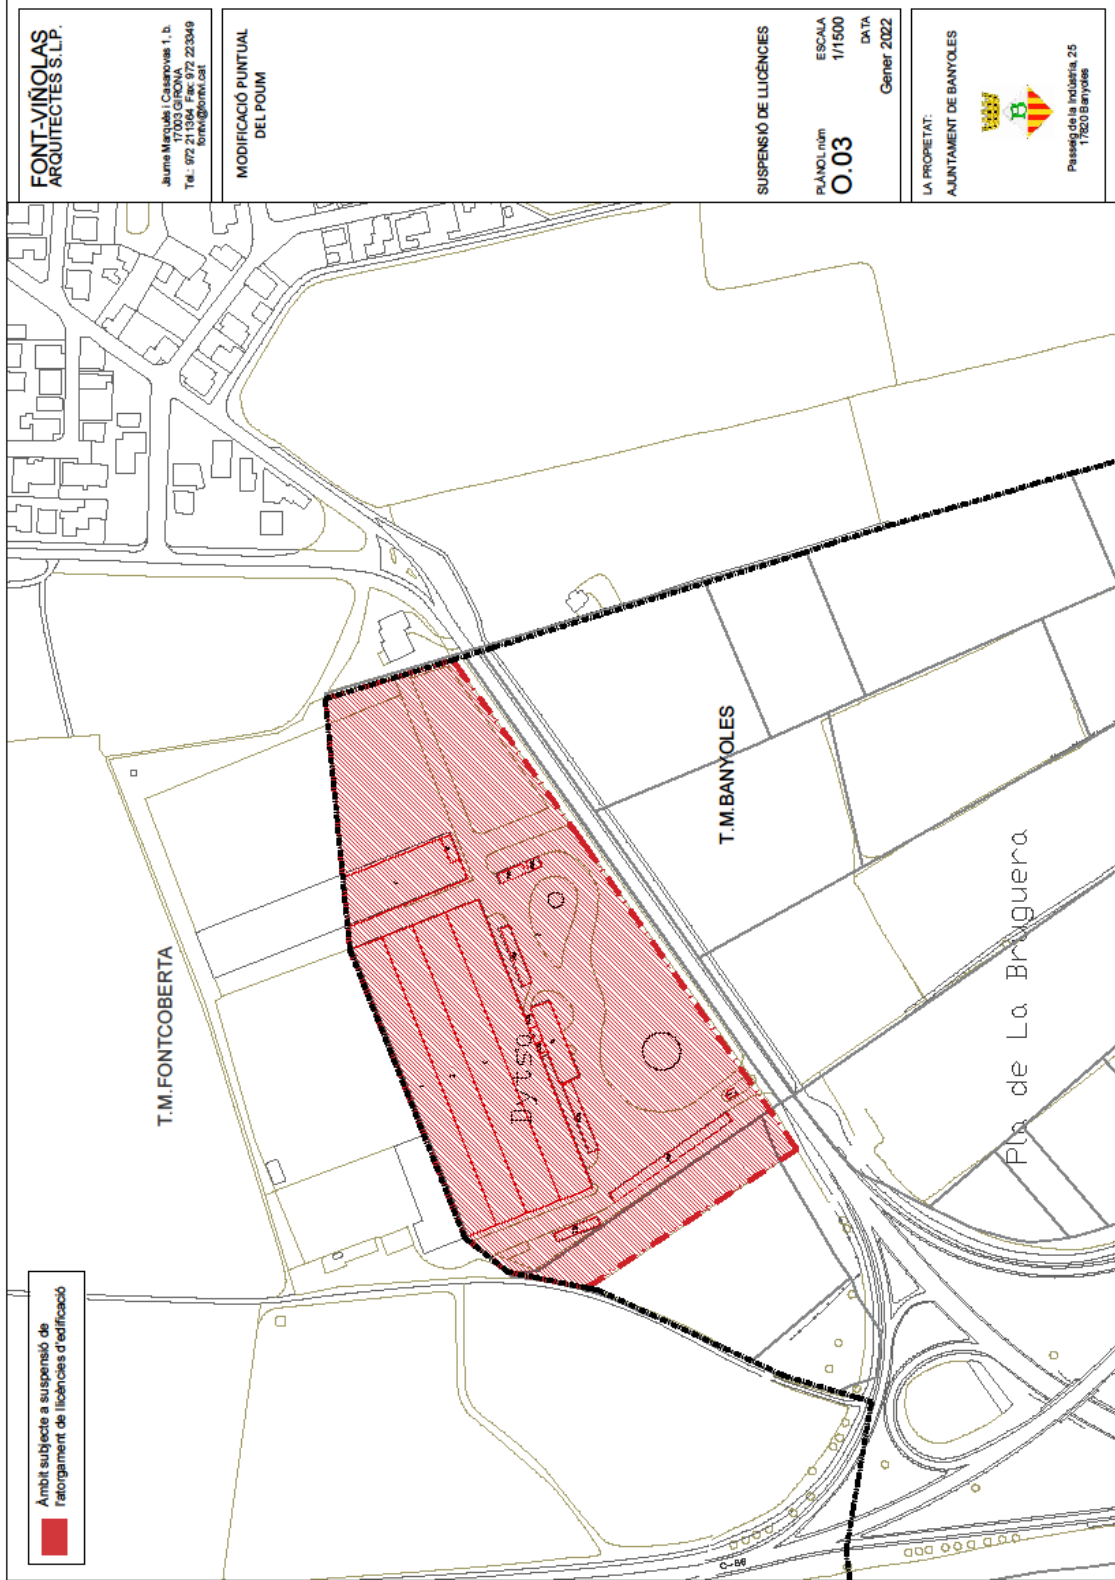 FONT-VIÑOLAS
ARQUITECTES S.L.P.
Jaume Marquès i Casanovas 1, b.
17003 GIRONA
Tel.: 972 211364 Fax: 972 223349
fontvi@fontvi.cat
MODIFICACIÓ PUNTUAL
DEL POUM
SUSPENSIÓ DE LLICÈNCIES
PLÀNOL núm
O.03
ESCALA
1/1500
DATA
Gener 2022
LA PROPIETAT:
AJUNTAMENT DE BANYOLES
B
Passeig de la Indústria, 25
17820 Banyoles
T.M.FONTCOBERTA
T.M.BANYOLES
Dytsa
Pla de La Bruguera
C-66
Àmbit subjecte a suspensió de
l'atorgament de llicències d'edificació